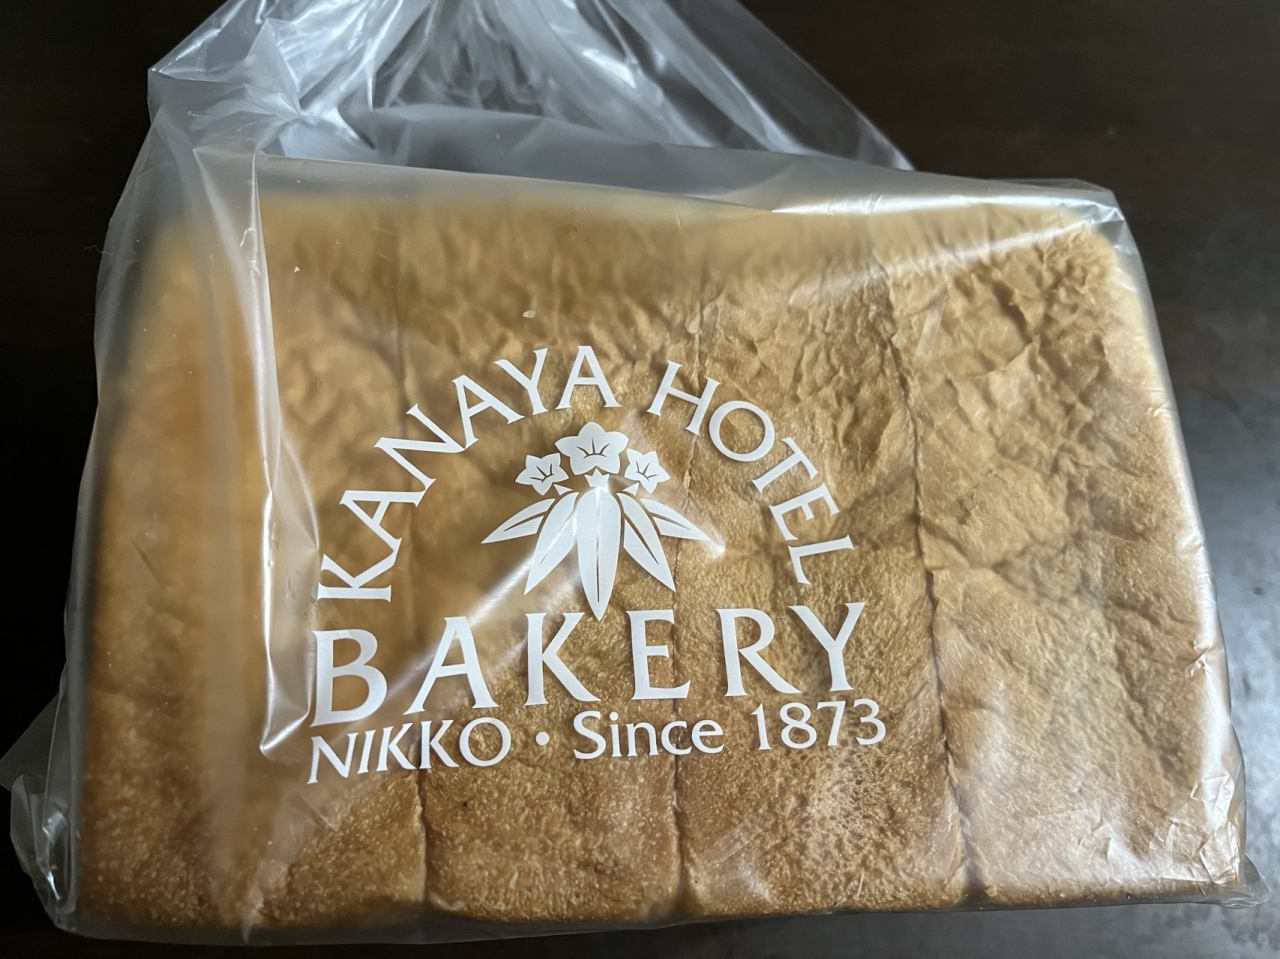 KANAYA HOTEL
BAKERY
NIKKO・Since 1873